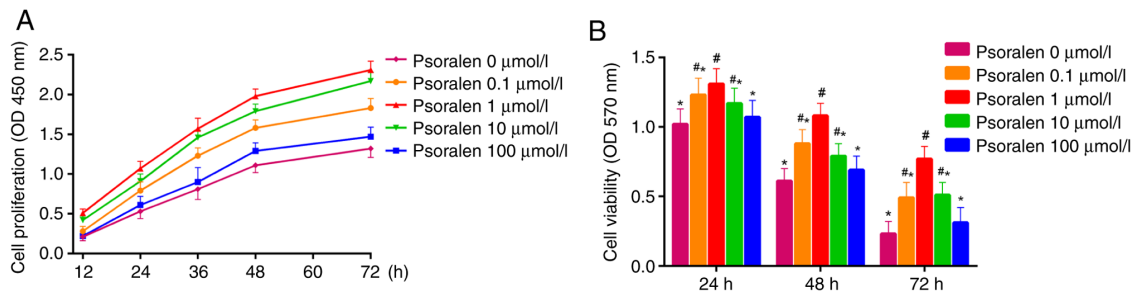 A
Cell proliferation (OD 450 nm)
2.5
2.0
1.5
1.0
0.5
0.0
12 24 36 48 60 72 (h)
Psoralen 0 μmol/l
Psoralen 0.1 μmol/l
Psoralen 1 μmol/l
Psoralen 10 μmol/l
Psoralen 100 μmol/l
B
Cell viability (OD 570 nm)
1.5
1.0
0.5
0.0
* #* # #* *
* #* # #* *
* #* # #* *
24 h 48 h 72 h
Psoralen 0 μmol/l
Psoralen 0.1 μmol/l
Psoralen 1 μmol/l
Psoralen 10 μmol/l
Psoralen 100 μmol/l